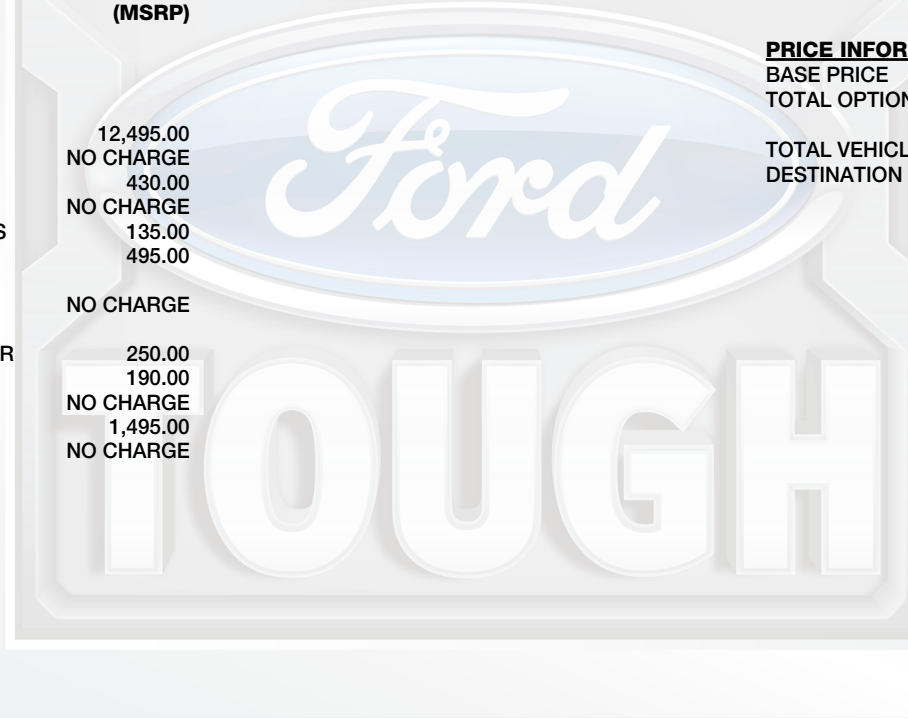 (MSRP)
12,495.00
NO CHARGE
430.00
NO CHARGE
S 135.00
495.00
NO CHARGE
R 250.00
190.00
NO CHARGE
1,495.00
NO CHARGE
PRICE INFOR
BASE PRICE
TOTAL OPTION
TOTAL VEHICL
DESTINATION
Ford
TOUGH